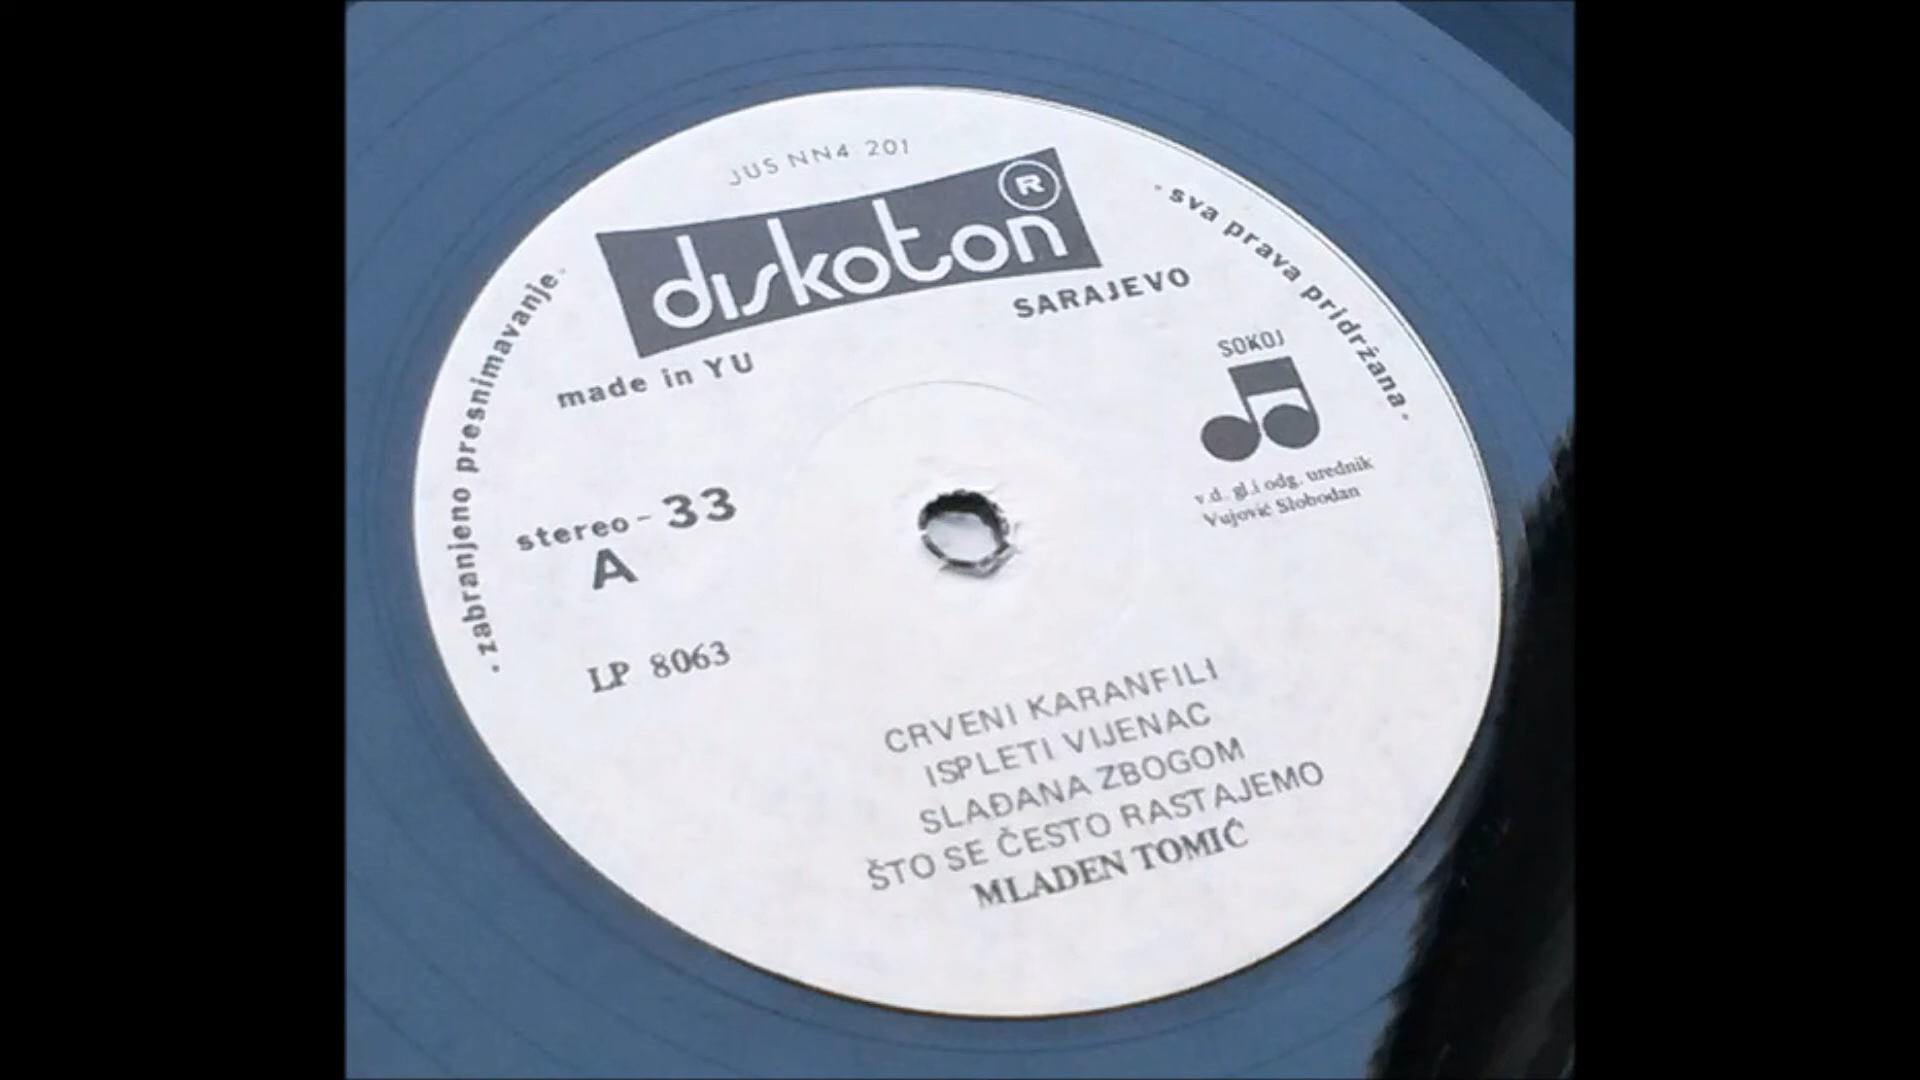 JUS NN4 201
diskoton ®
SARAJEVO
made in YU
· sva prava pridržana ·
· zabranjeno presnimavanje ·
SOKOJ
v.d. gl.i odg. urednik
Vujović Slobodan
stereo - 33
A
LP 8063
CRVENI KARANFILI
ISPLETI VIJENAC
SLAĐANA ZBOGOM
ŠTO SE ČESTO RASTAJEMO
MLADEN TOMIĆ